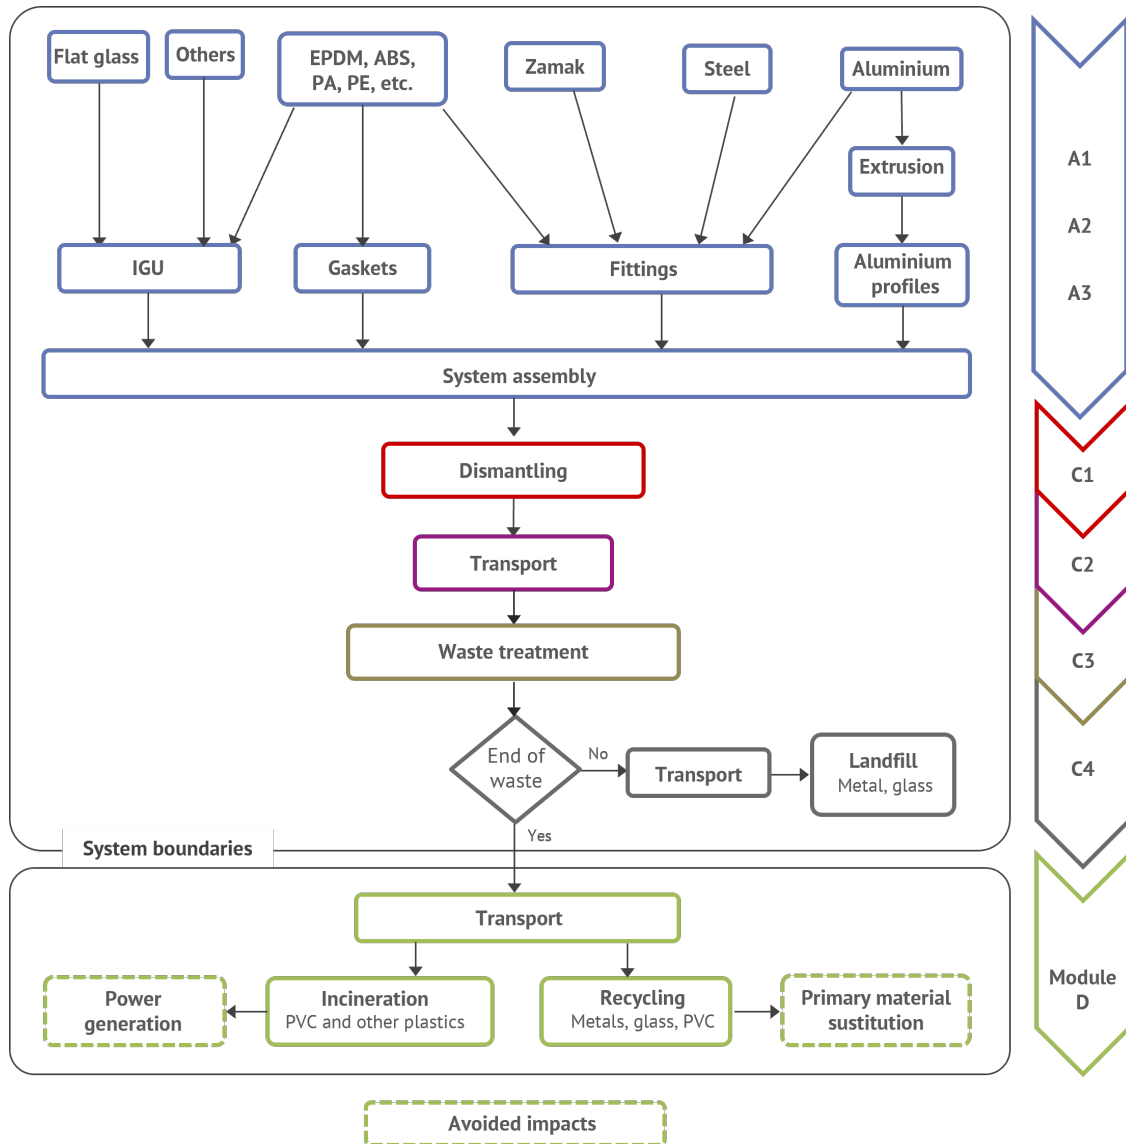 Flat glass
Others
EPDM, ABS,
PA, PE, etc.
Zamak
Steel
Aluminium
Extrusion
IGU
Gaskets
Fittings
Aluminium
profiles
System assembly
A1
A2
A3
Dismantling
C1
Transport
C2
Waste treatment
C3
End of
waste
No
Transport
Landfill
Metal, glass
C4
Yes
System boundaries
Transport
Power
generation
Incineration
PVC and other plastics
Recycling
Metals, glass, PVC
Primary material
sustitution
Module
D
Avoided impacts